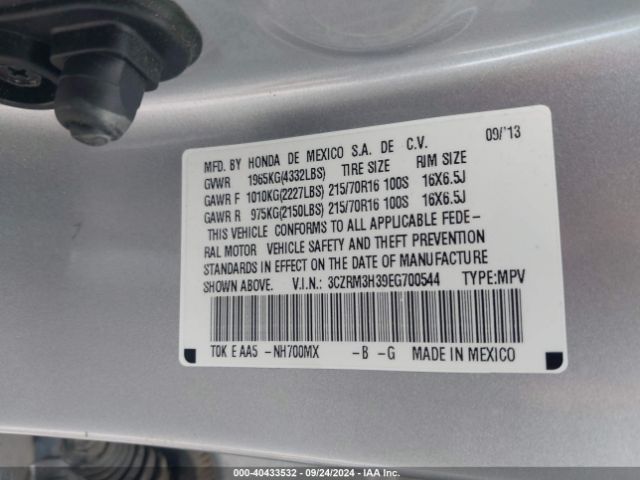 MFD. BY HONDA DE MEXICO S.A. DE C.V. 09/'13
GVWR 1965KG(4332LBS) TIRE SIZE RIM SIZE
GAWR F 1010KG(2227LBS) 215/70R16 100S 16X6.5J
GAWR R 975KG(2150LBS) 215/70R16 100S 16X6.5J
THIS VEHICLE CONFORMS TO ALL APPLICABLE FEDE-
RAL MOTOR VEHICLE SAFETY AND THEFT PREVENTION
STANDARDS IN EFFECT ON THE DATE OF MANUFACTURE
SHOWN ABOVE. V.I.N.: 3CZRM3H39EG700544 TYPE:MPV
T0K E AA5 -NH700MX -B -G MADE IN MEXICO
000-40433532 - 09/24/2024 - IAA Inc.